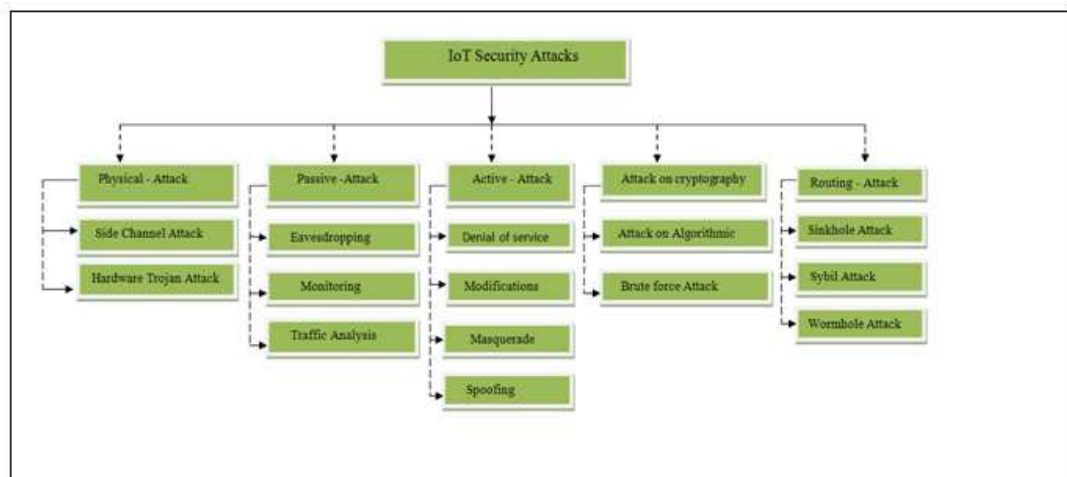 IoT Security Attacks
Physical - Attack
Side Channel Attack
Hardware Trojan Attack
Passive -Attack
Eavesdropping
Monitoring
Traffic Analysis
Active - Attack
Denial of service
Modifications
Masquerade
Spoofing
Attack on cryptography
Attack on Algorithmic
Brute force Attack
Routing - Attack
Sinkhole Attack
Sybil Attack
Wormhole Attack